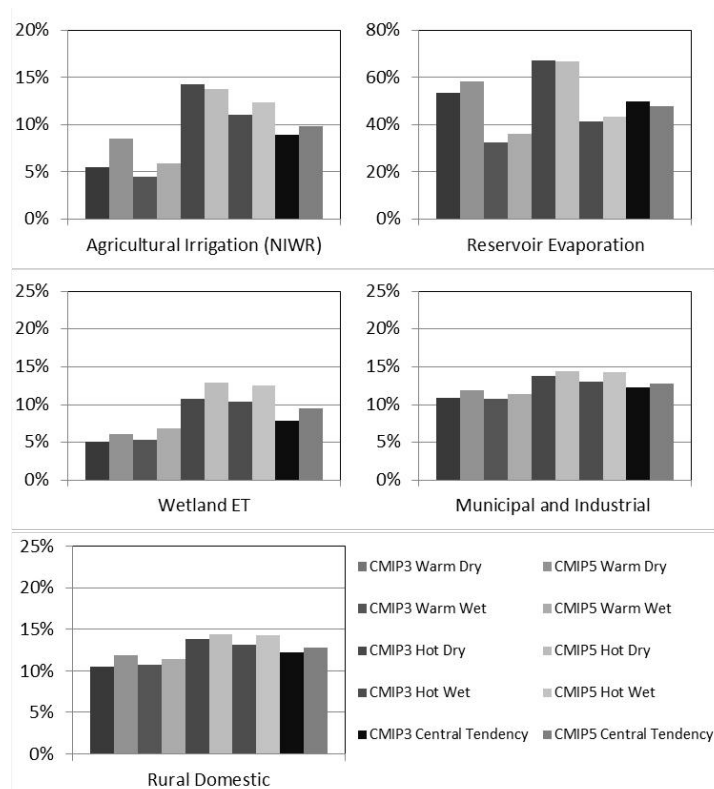 20%
15%
10%
5%
0%
Agricultural Irrigation (NIWR)
80%
60%
40%
20%
0%
Reservoir Evaporation
25%
20%
15%
10%
5%
0%
Wetland ET
25%
20%
15%
10%
5%
0%
Municipal and Industrial
25%
20%
15%
10%
5%
0%
Rural Domestic
CMIP3 Warm Dry
CMIP5 Warm Dry
CMIP3 Warm Wet
CMIP5 Warm Wet
CMIP3 Hot Dry
CMIP5 Hot Dry
CMIP3 Hot Wet
CMIP5 Hot Wet
CMIP3 Central Tendency
CMIP5 Central Tendency